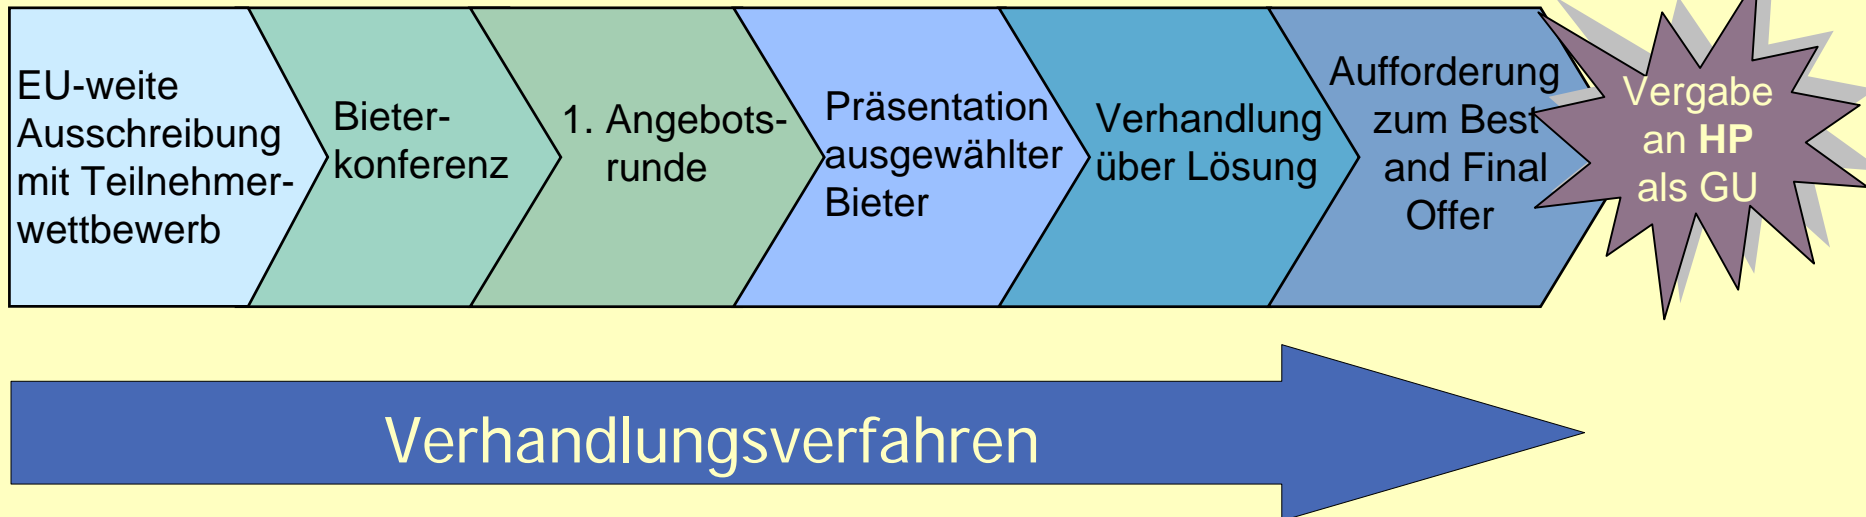 EU-weite
Ausschreibung
mit Teilnehmer-
wettbewerb
Bieter-
konferenz
1. Angebots-
runde
Präsentation
ausgewählter
Bieter
Verhandlung
über Lösung
Aufforderung
zum Best
and Final
Offer
Vergabe
an HP
als GU
Verhandlungsverfahren